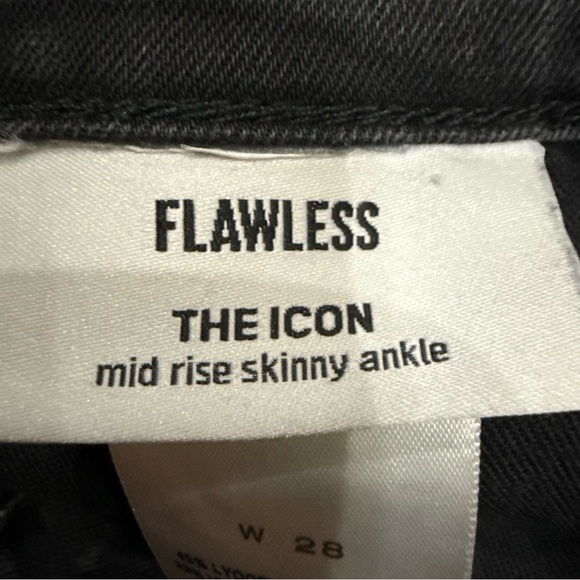 FLAWLESS
THE ICON
mid rise skinny ankle
W 28